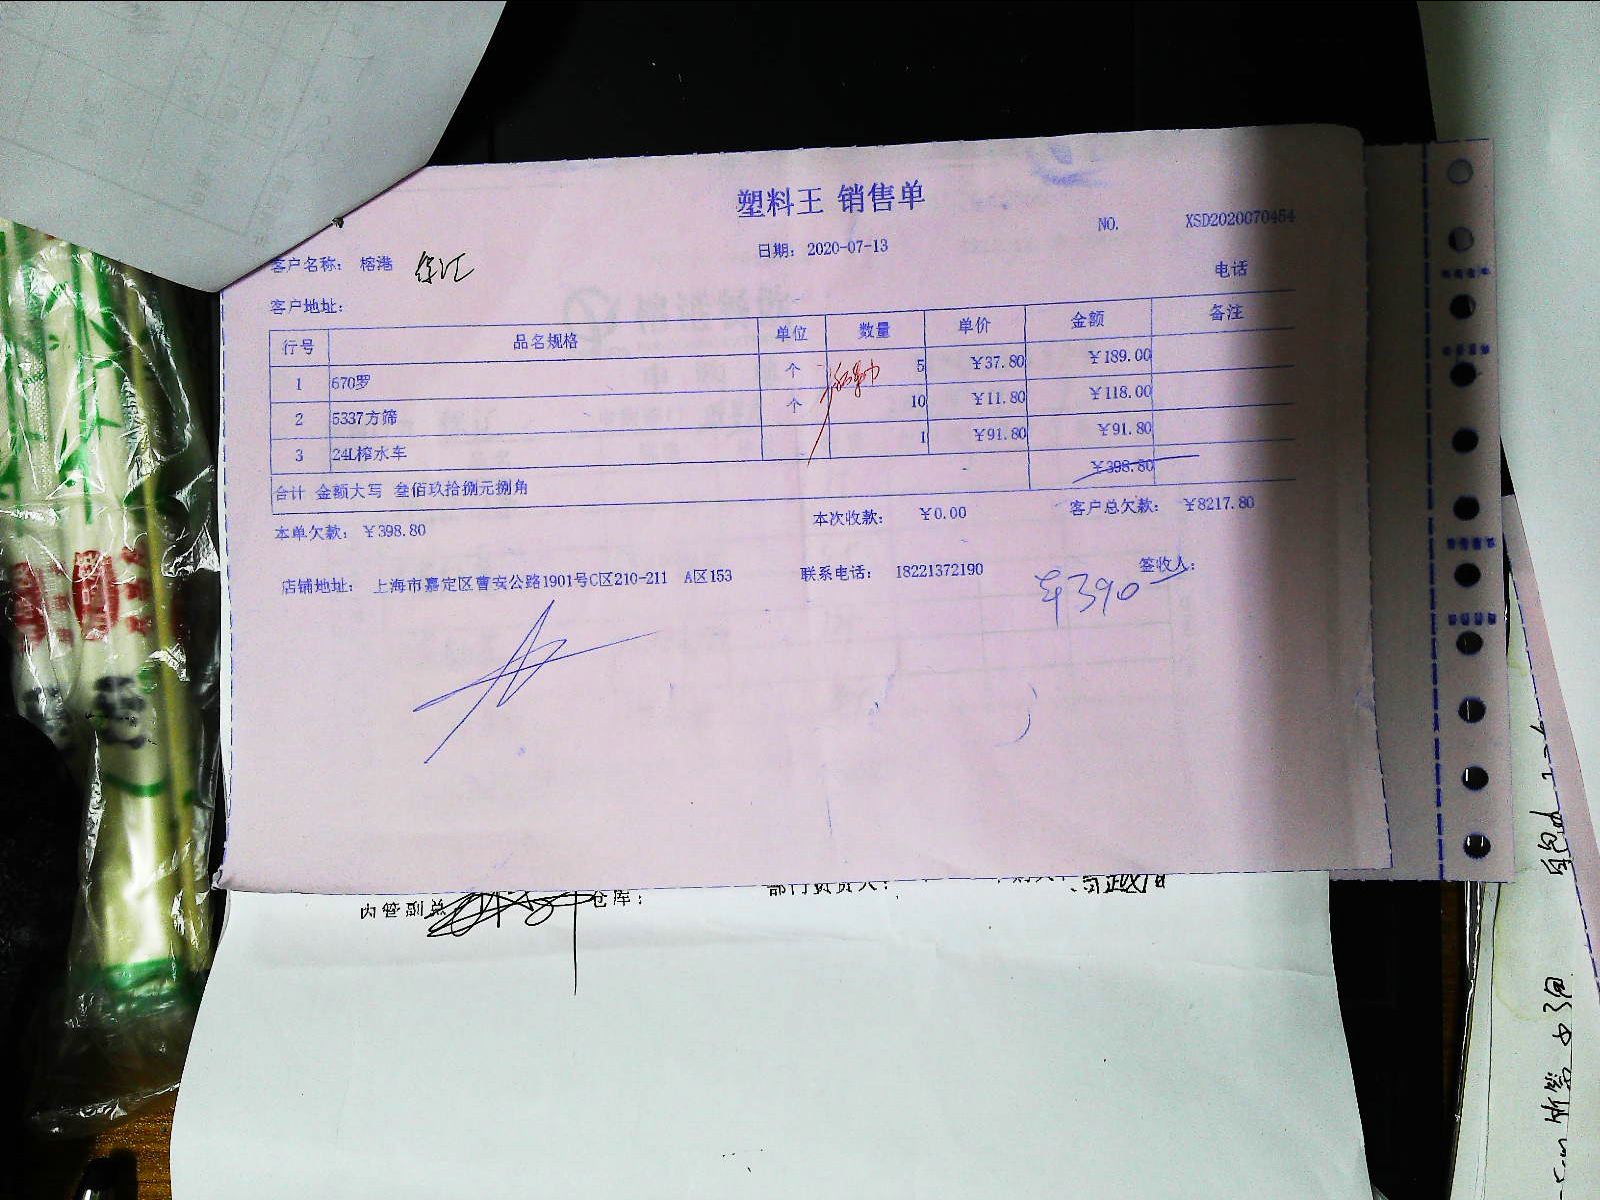 塑料王 销售单
NO. XSD2020070454
日期: 2020-07-13
客户名称: 榕港 徐汇
电话
客户地址:
行号 品名规格 单位 数量 单价 金额 备注
1 670罗 个 5 ¥37.80 ¥189.00
2 5337方筛 个 10 ¥11.80 ¥118.00
3 24L榨水车 1 ¥91.80 ¥91.80
合计 金额大写 叁佰玖拾捌元捌角 ¥398.80
本单欠款: ¥398.80 本次收款: ¥0.00 客户总欠款: ¥8217.80
店铺地址: 上海市嘉定区曹安公路1901号C区210-211 A区153 联系电话: 18221372190 签收人:
¥390
内管副总 仓库: 部门负责人: